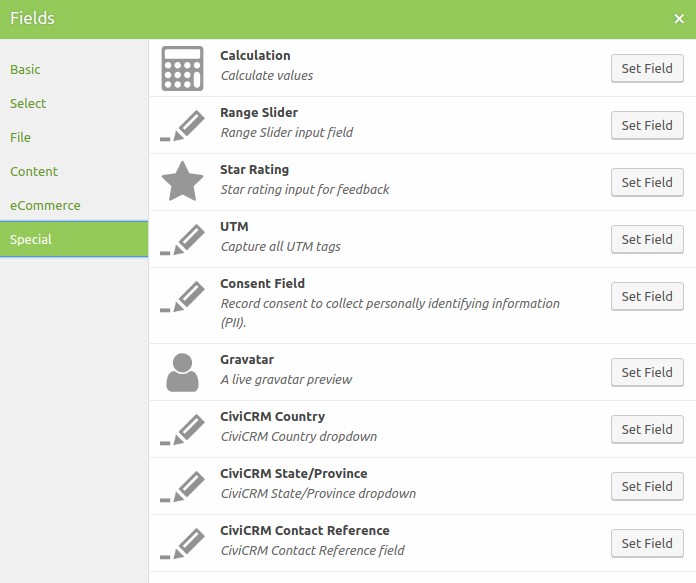 Fields
×
Basic
Select
File
Content
eCommerce
Special
Calculation
Calculate values
Set Field
Range Slider
Range Slider input field
Set Field
Star Rating
Star rating input for feedback
Set Field
UTM
Capture all UTM tags
Set Field
Consent Field
Record consent to collect personally identifying information
(PII).
Set Field
Gravatar
A live gravatar preview
Set Field
CiviCRM Country
CiviCRM Country dropdown
Set Field
CiviCRM State/Province
CiviCRM State/Province dropdown
Set Field
CiviCRM Contact Reference
CiviCRM Contact Reference field
Set Field